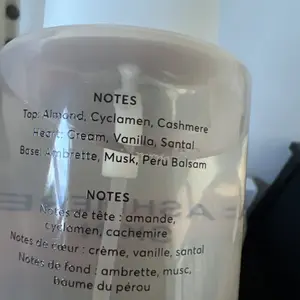 NOTES
Top: Almond, Cyclamen, Cashmere
Heart: Cream, Vanilla, Santal
Base: Ambrette, Musk, Peru Balsam
NOTES
Notes de tête : amande,
cyclamen, cachemire
Notes de cœur : crème, vanille, santal
Notes de fond : ambrette, musc,
baume du pérou